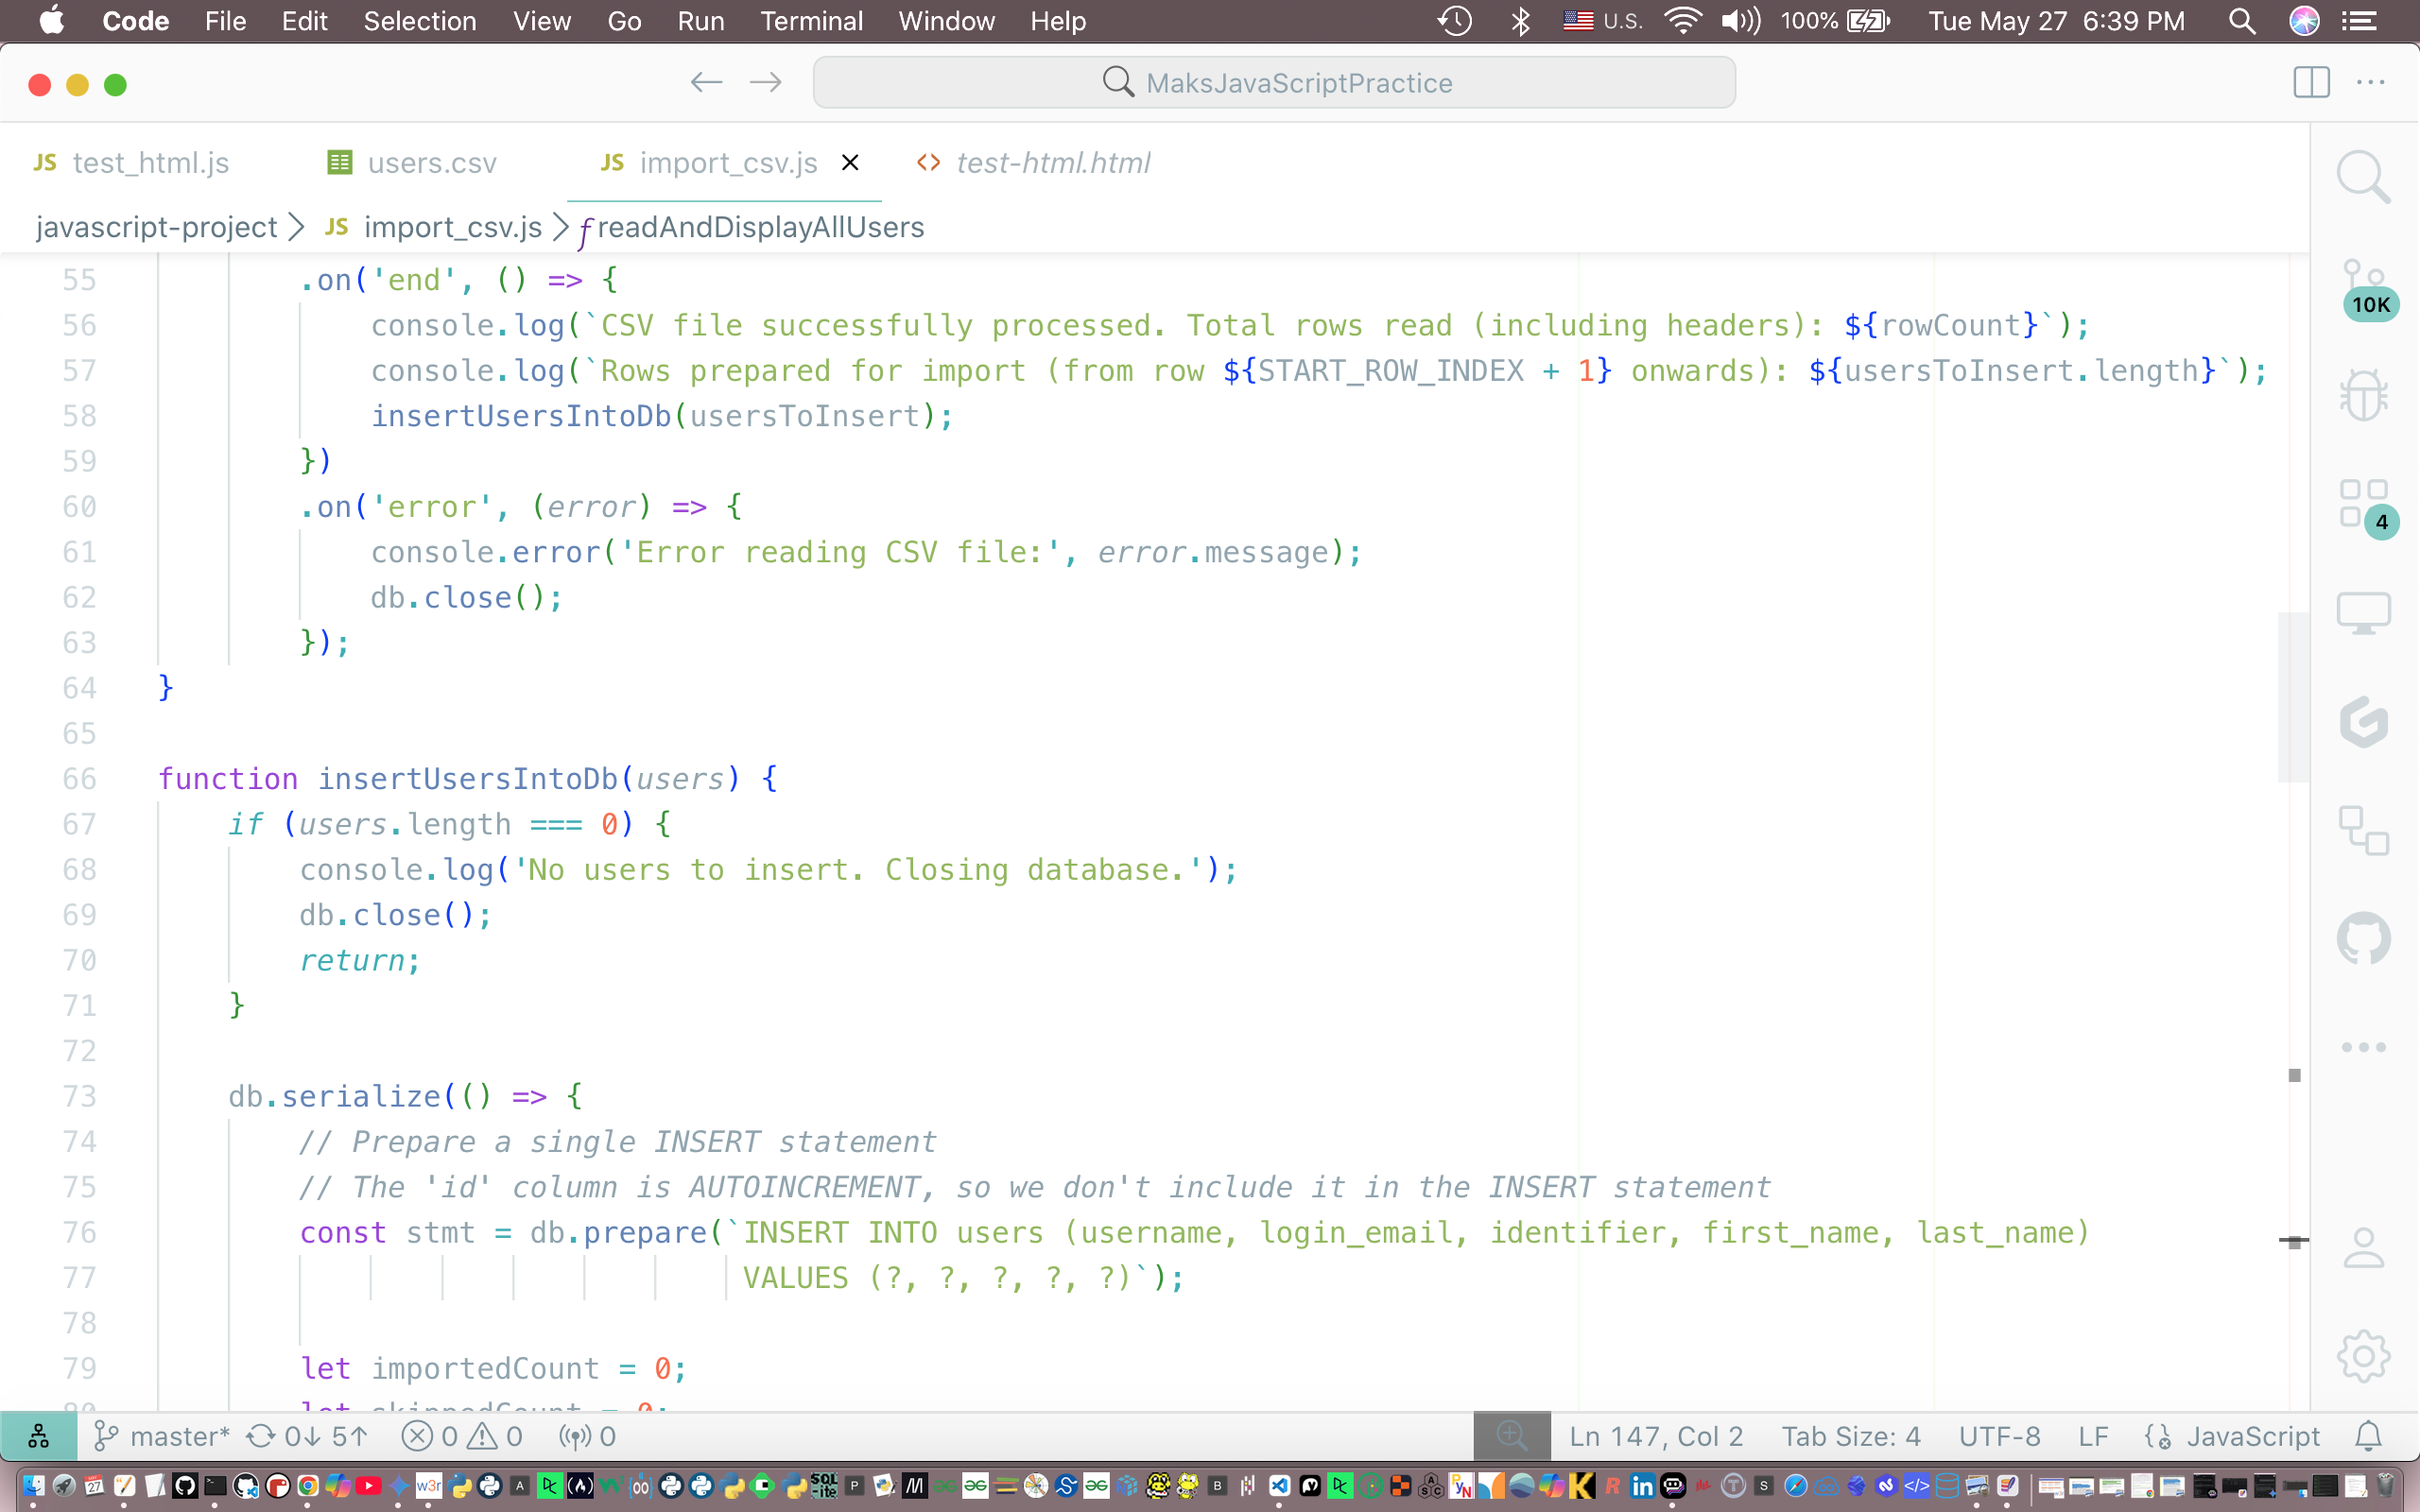 Code File Edit Selection View Go Run Terminal Window Help U.S. 100% Tue May 27 6:39 PM
MaksJavaScriptPractice
JS test_html.js users.csv JS import_csv.js test-html.html
javascript-project JS import_csv.js readAndDisplayAllUsers
55 .on('end', () => {
56 console.log(`CSV file successfully processed. Total rows read (including headers): ${rowCount}`);
57 console.log(`Rows prepared for import (from row ${START_ROW_INDEX + 1} onwards): ${usersToInsert.length}`);
58 insertUsersIntoDb(usersToInsert);
59 })
60 .on('error', (error) => {
61 console.error('Error reading CSV file:', error.message);
62 db.close();
63 });
64 }
65
66 function insertUsersIntoDb(users) {
67 if (users.length === 0) {
68 console.log('No users to insert. Closing database.');
69 db.close();
70 return;
71 }
72
73 db.serialize(() => {
74 // Prepare a single INSERT statement
75 // The 'id' column is AUTOINCREMENT, so we don't include it in the INSERT statement
76 const stmt = db.prepare(`INSERT INTO users (username, login_email, identifier, first_name, last_name)
77 VALUES (?, ?, ?, ?, ?)`);
78
79 let importedCount = 0;
80 let skippedCount = 0;
10K
4
master* 0↓ 5↑ 0 0 0 Ln 147, Col 2 Tab Size: 4 UTF-8 LF JavaScript